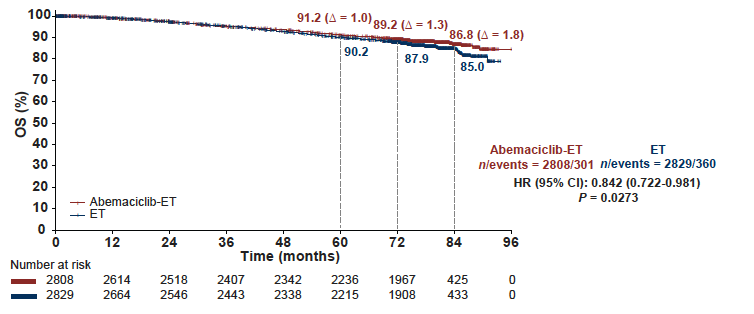 100
90
80
70
60
50
40
30
20
10
0
OS (%)
91.2 (Δ = 1.0)
89.2 (Δ = 1.3)
86.8 (Δ = 1.8)
90.2
87.9
85.0
Abemaciclib-ET
ET
0 12 24 36 48 60 72 84 96
Time (months)
Abemaciclib-ET ET
n/events = 2808/301 n/events = 2829/360
HR (95% CI): 0.842 (0.722-0.981)
P = 0.0273
Number at risk
2808 2614 2518 2407 2342 2236 1967 425 0
2829 2664 2546 2443 2338 2215 1908 433 0